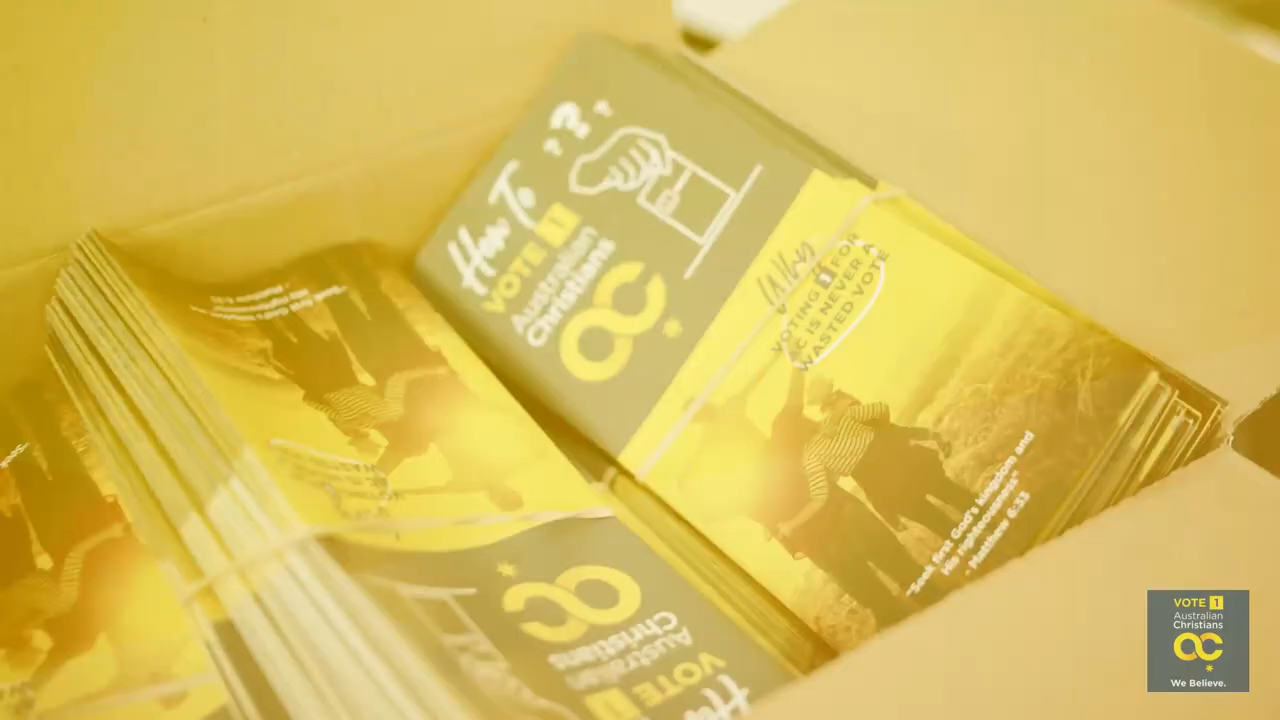 How To ???
VOTE 1
Australian
Christians
Why
VOTING 1 FOR
AC IS NEVER A
WASTED VOTE
"Seek first God's kingdom and
His righteousness"
- Matthew 6:33
Australian
Christians
VOTE 1
How
VOTE 1
Australian
Christians
We Believe.